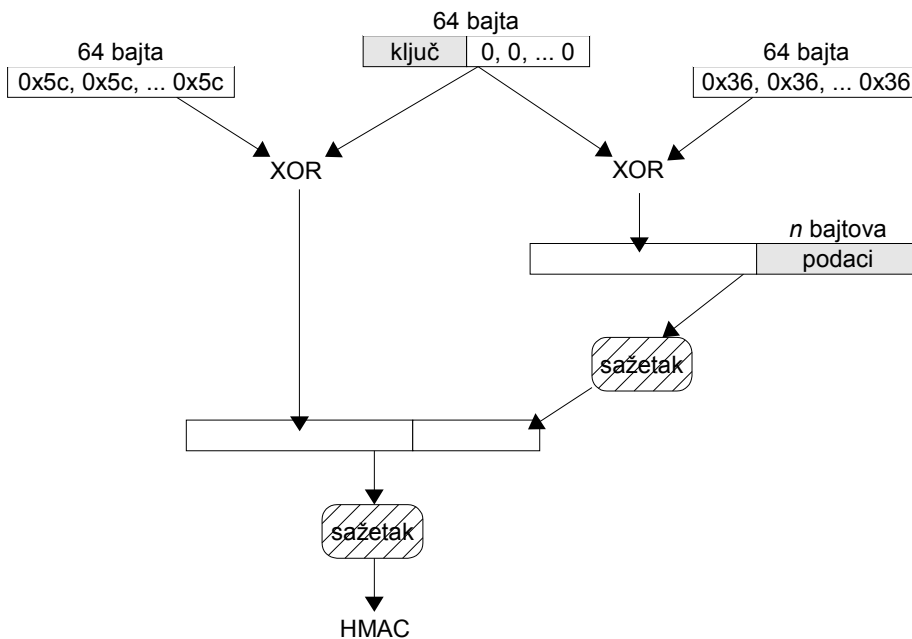 64 bajta
ključ 0, 0, ... 0
64 bajta
0x5c, 0x5c, ... 0x5c
64 bajta
0x36, 0x36, ... 0x36
XOR
XOR
n bajtova
podaci
sažetak
sažetak
HMAC